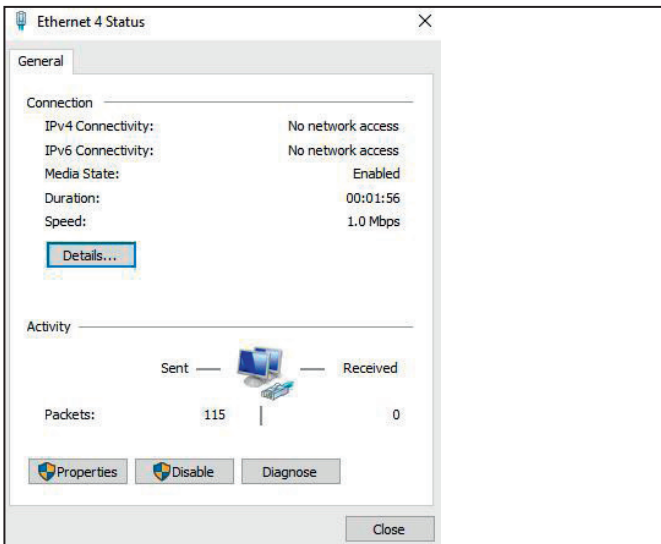 Ethernet 4 Status
General
Connection
IPv4 Connectivity: No network access
IPv6 Connectivity: No network access
Media State: Enabled
Duration: 00:01:56
Speed: 1.0 Mbps
Details...
Activity
Sent Received
Packets: 115 0
Properties Disable Diagnose
Close